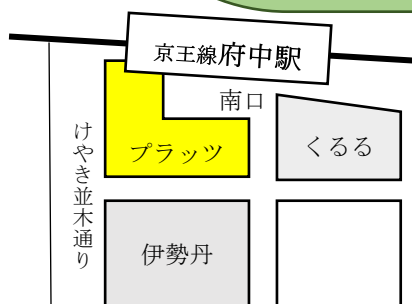 京王線府中駅
南口
くるる
プラッツ
けやき並木通り
伊勢丹